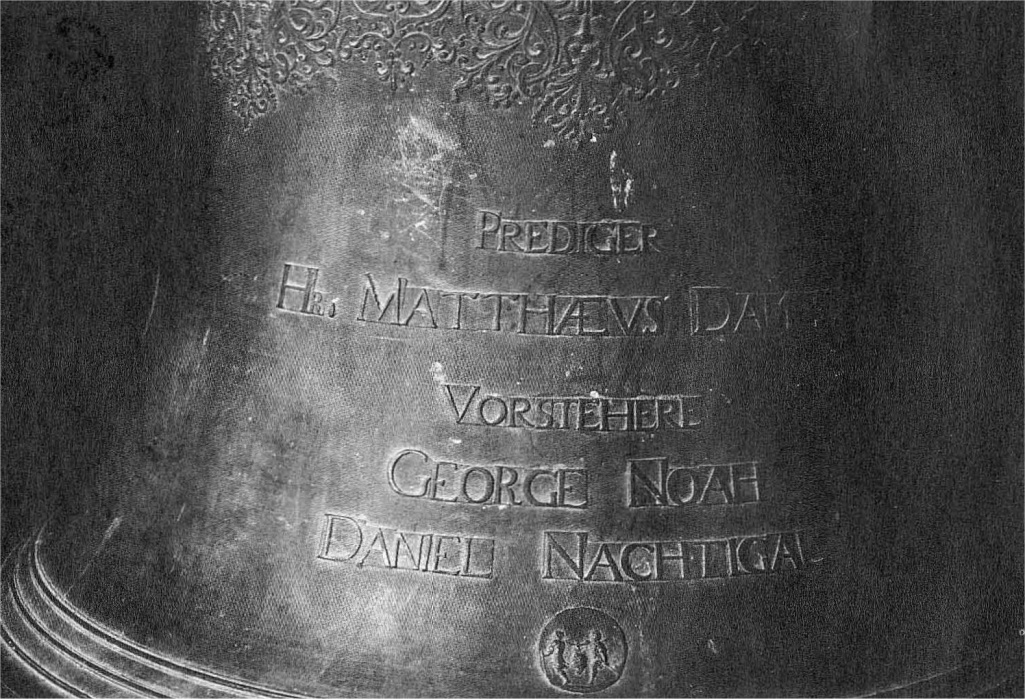 PREDIGER
HR. MATTHÆVS
VORSTEHERE
GEORGE NOAH
DANIEL NACHTIGAL